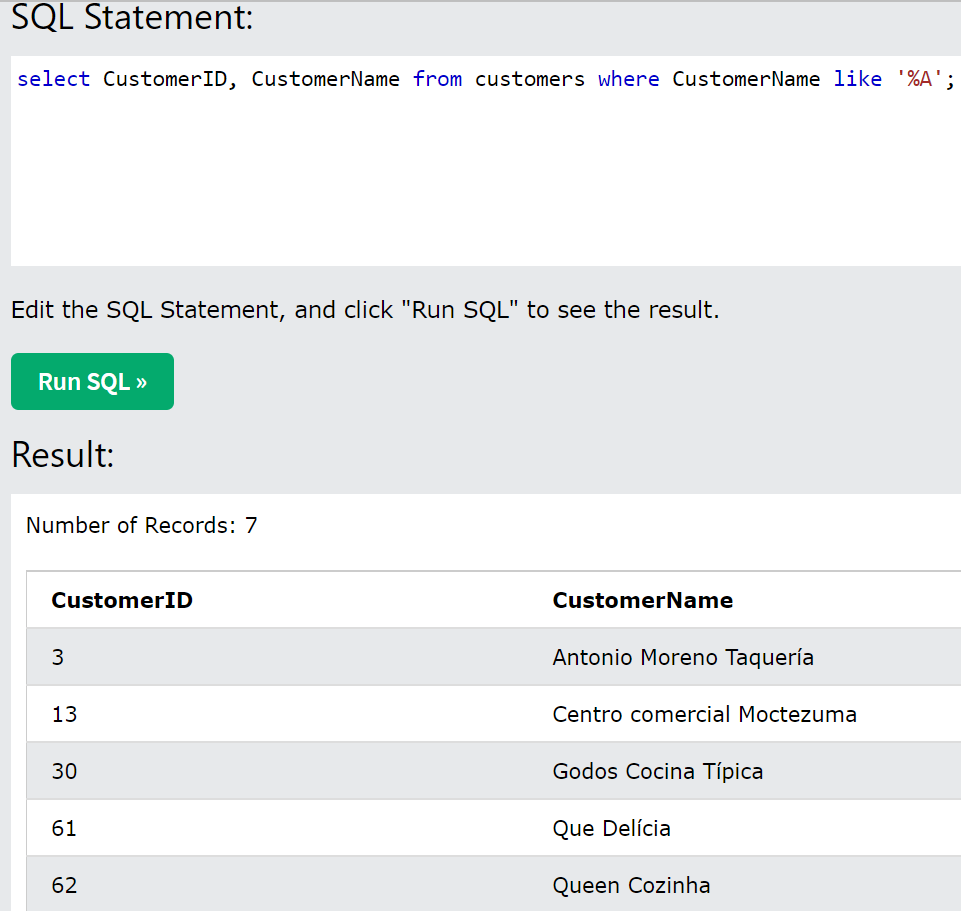 SQL Statement:
select CustomerID, CustomerName from customers where CustomerName like '%A';
Edit the SQL Statement, and click "Run SQL" to see the result.
Run SQL »
Result:
Number of Records: 7
CustomerID CustomerName
3 Antonio Moreno Taquería
13 Centro comercial Moctezuma
30 Godos Cocina Típica
61 Que Delícia
62 Queen Cozinha